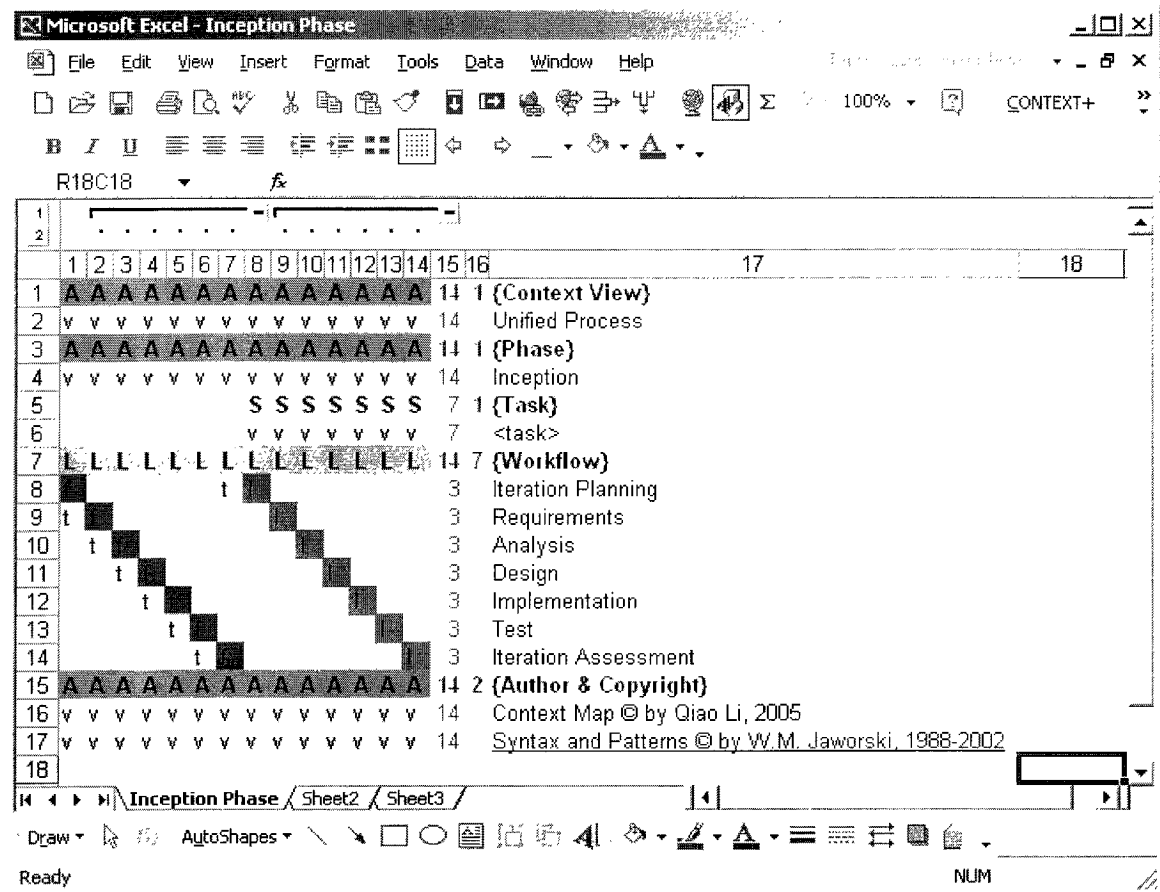 Microsoft Excel - Inception Phase
File Edit View Insert Format Tools Data Window Help
100% CONTEXT+
B I U
R18C18 fx
1
2
1 2 3 4 5 6 7 8 9 10 11 12 13 14 15 16 17 18
1 A A A A A A A A A A A A A A 14 1 {Context View}
2 v v v v v v v v v v v v v v 14 Unified Process
3 A A A A A A A A A A A A A A 14 1 {Phase}
4 v v v v v v v v v v v v v v 14 Inception
5 S S S S S S S 7 1 {Task}
6 v v v v v v v 7 <task>
7 L L L L L L L L L L L L L L 14 7 {Workflow}
8 t 3 Iteration Planning
9 t 3 Requirements
10 t 3 Analysis
11 t 3 Design
12 t 3 Implementation
13 t 3 Test
14 t 3 Iteration Assessment
15 A A A A A A A A A A A A A A 14 2 {Author & Copyright}
16 v v v v v v v v v v v v v v 14 Context Map © by Qiao Li, 2005
17 v v v v v v v v v v v v v v 14 Syntax and Patterns © by W.M. Jaworski, 1988-2002
18
Inception Phase Sheet2 Sheet3
Draw AutoShapes
Ready NUM